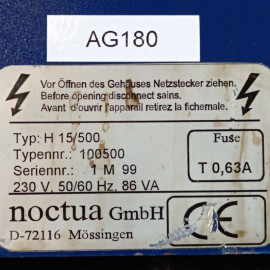 AG180
Vor Öffnen des Gehäuses Netzstecker ziehen.
Before opening disconnect sains.
Avant d'ouvrir l'appareil retirez la fichemale.
Typ: H 15/500
Typennr.: 100500
Seriennr.: 1 M 99
230 V, 50/60 Hz, 86 VA
Fuse
T 0,63A
noctua GmbH
D-72116 Mössingen
CE